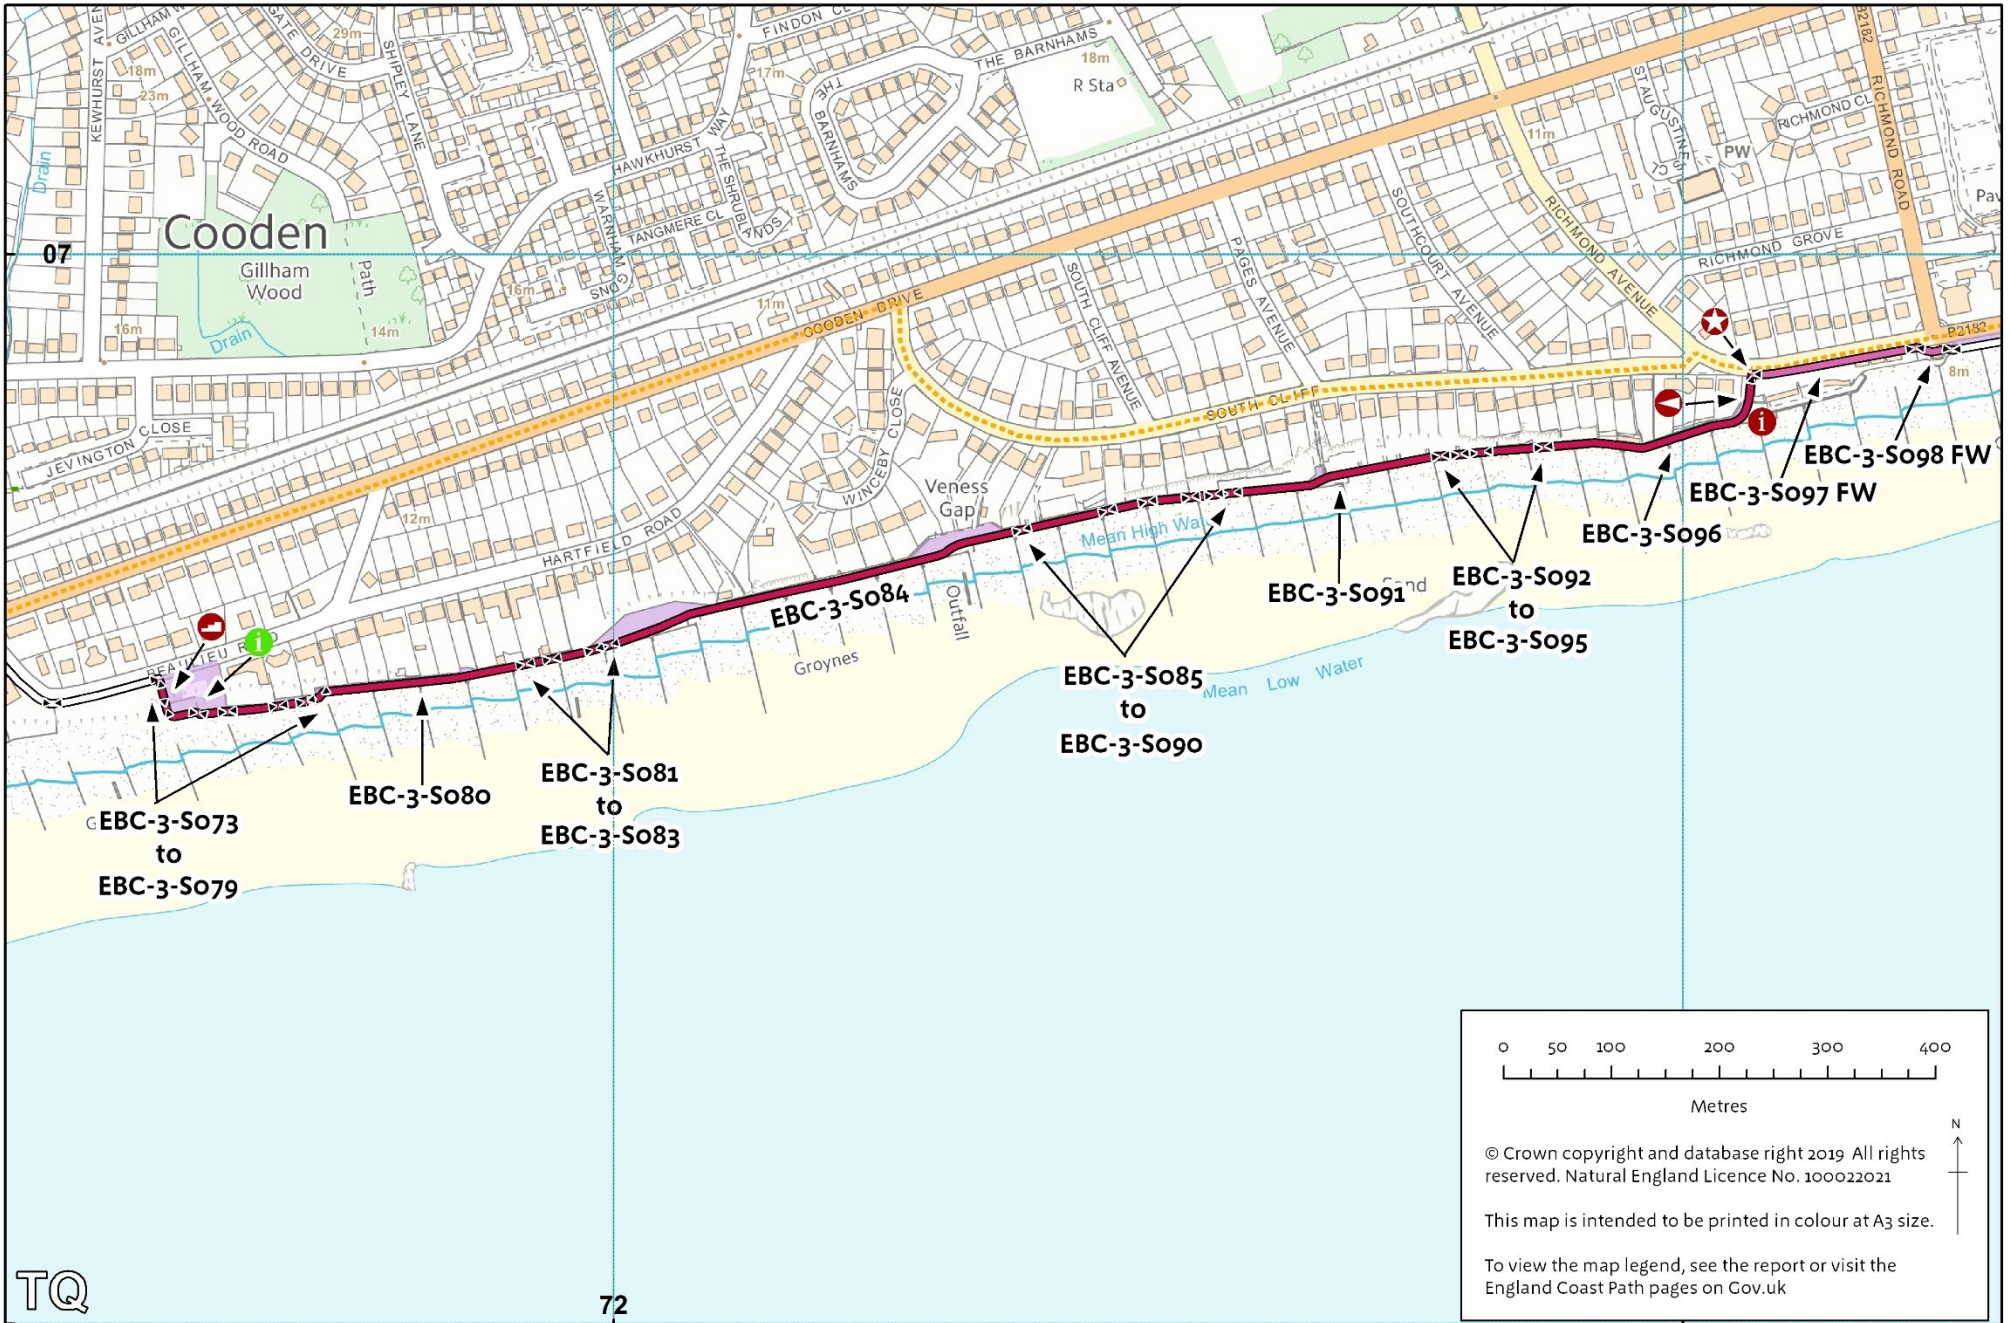 GILLHAM W
KEWHURST AVEN
GATE DRIVE
29m
SHIPLEY LANE
FINDON CL
THE BARNHAMS
18m
R Sta
B2182
18m
23m
GILLHAM WOOD ROAD
17m
THE
BARNHAMS
HAWKHURST WAY
THE SHRUBLANDS
ST AUGUSTINES
CL
RICHMOND CL
RICHMOND ROAD
11m
PW
Pav
Drain
Cooden
Gillham
Wood
Path
TANGMERE CL
WARNHAM
GDNS
07
16m
11m
16m
14m
Drain
COODEN DRIVE
SOUTH CLIFF AVENUE
PAGES AVENUE
SOUTHCOURT AVENUE
RICHMOND AVENUE
RICHMOND GROVE
B2182
8m
JEVINGTON CLOSE
SOUTH CLIFF
WINCEBY CLOSE
12m
HARTFIELD ROAD
Veness
Gap
Mean High Wat
EBC-3-S098 FW
EBC-3-S097 FW
EBC-3-S096
Sand
EBC-3-S091
EBC-3-S092
to
EBC-3-S095
EBC-3-S084
Outfall
Groynes
BEAULIEU R
D
EBC-3-S085
to
EBC-3-S090
Mean Low Water
EBC-3-S081
to
EBC-3-S083
EBC-3-S080
G
EBC-3-S073
to
EBC-3-S079
0 50 100 200 300 400
Metres
N
© Crown copyright and database right 2019 All rights
reserved. Natural England Licence No. 100022021
This map is intended to be printed in colour at A3 size.
To view the map legend, see the report or visit the
England Coast Path pages on Gov.uk
TQ
72